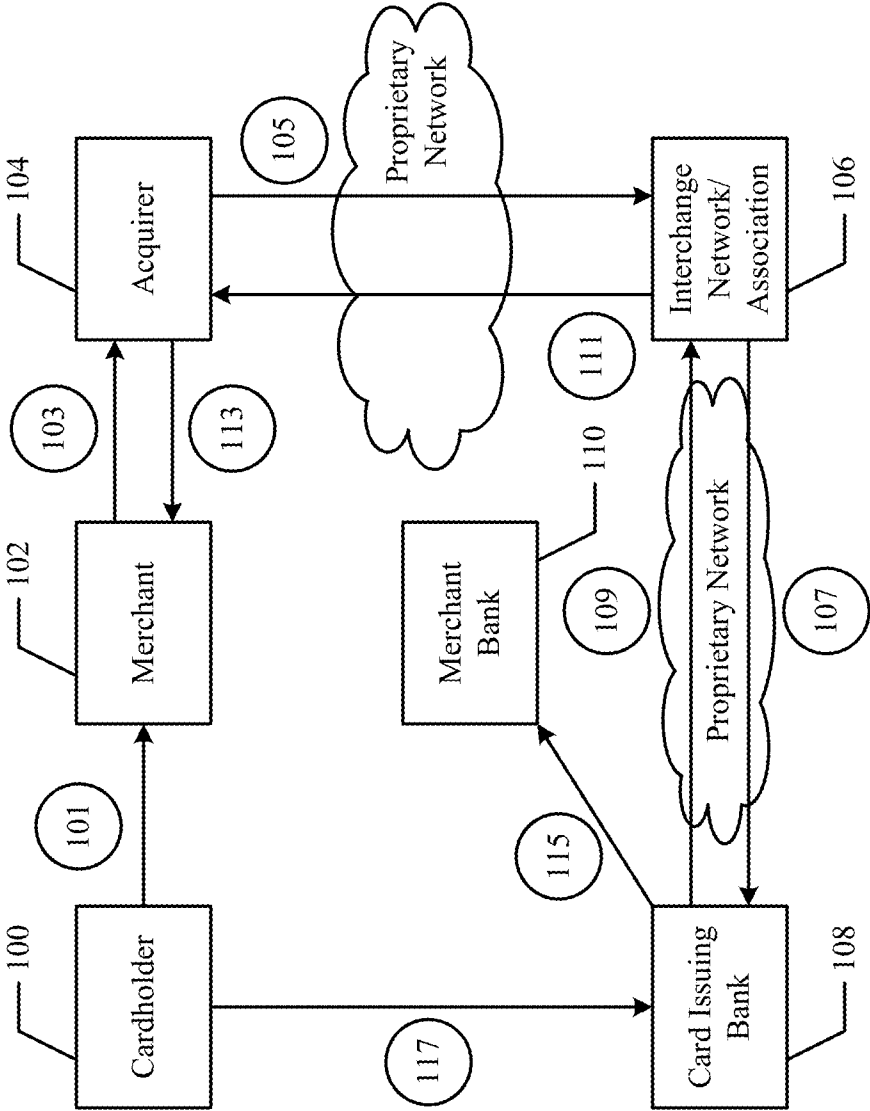 100
102
104
101
103
Cardholder
Merchant
Acquirer
113
105
Proprietary
Network
117
Merchant
Bank
115
110
111
109
Card Issuing
Bank
Proprietary Network
Interchange
Network/
Association
107
108
106